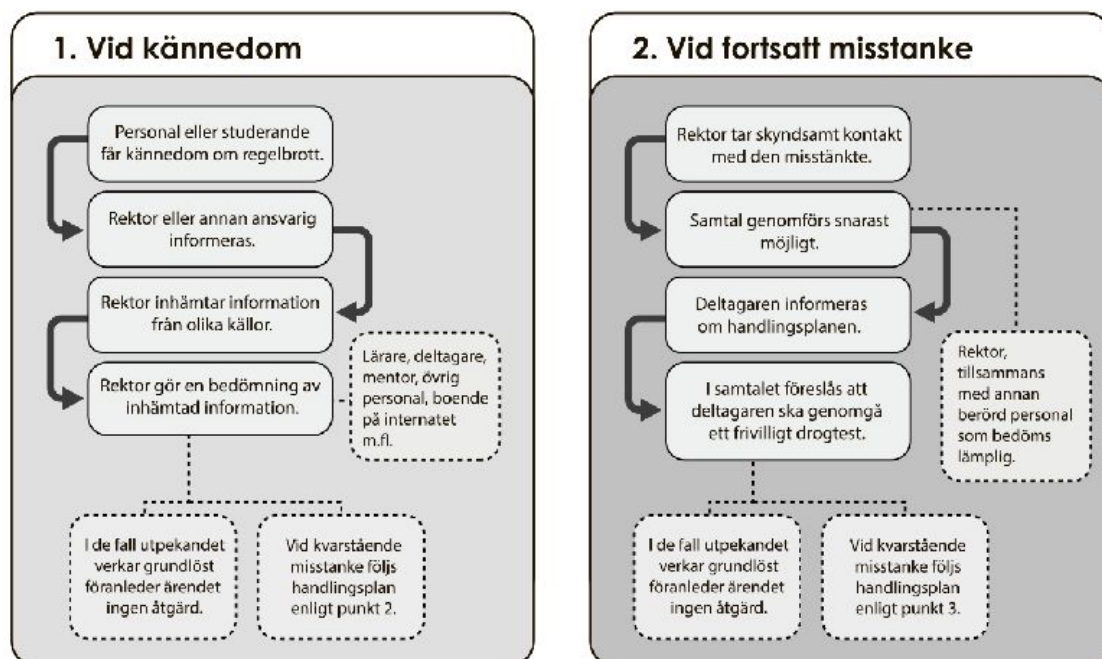 1. Vid kännedom
Personal eller studerande
får kännedom om regelbrott.
Rektor eller annan ansvarig
informeras.
Rektor inhämtar information
från olika källor.
Rektor gör en bedömning av
inhämtad information.
Lärare, deltagare,
mentor, övrig
personal, boende
på internatet
m.fl.
I de fall utpekandet
verkar grundlöst
föranleder ärendet
ingen åtgärd.
Vid kvarstående
misstanke följs
handlingsplan
enligt punkt 2.
2. Vid fortsatt misstanke
Rektor tar skyndsamt kontakt
med den misstänkte.
Samtal genomförs snarast
möjligt.
Deltagaren informeras
om handlingsplanen.
I samtalet föreslås att
deltagaren ska genomgå
ett frivilligt drogtest.
Rektor,
tillsammans
med annan
berörd personal
som bedöms
lämplig.
I de fall utpekandet
verkar grundlöst
föranleder ärendet
ingen åtgärd.
Vid kvarstående
misstanke följs
handlingsplan
enligt punkt 3.